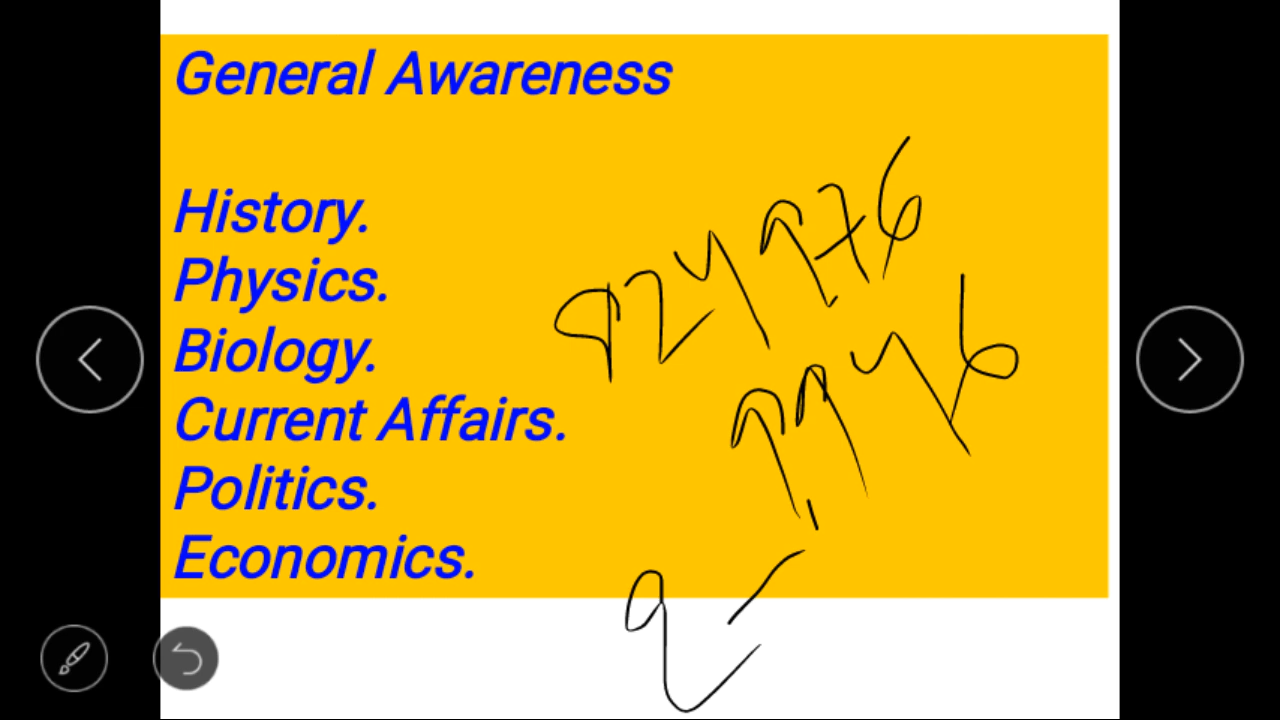 General Awareness
History.
Physics.
Biology.
Current Affairs.
Politics.
Economics.